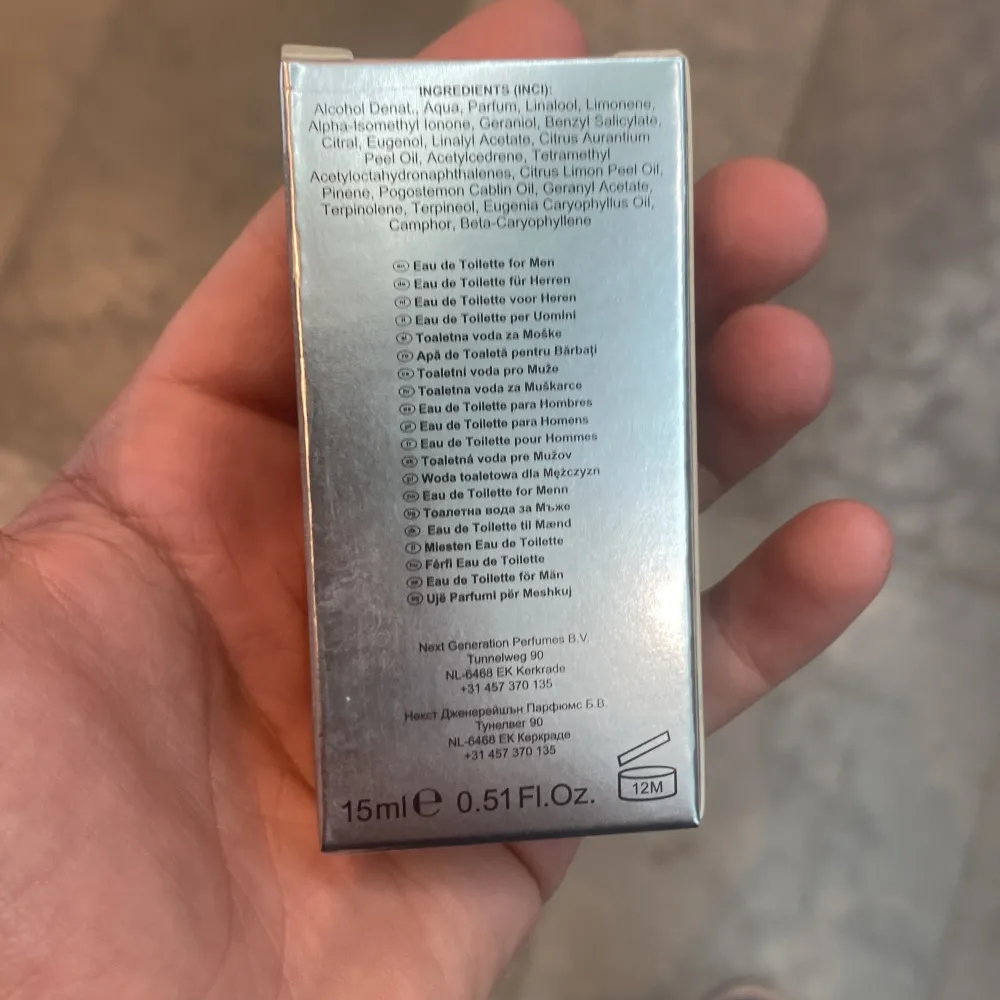 INGREDIENTS (INCI):
Alcohol Denat., Aqua, Parfum, Linalool, Limonene,
Alpha-Isomethyl Ionone, Geraniol, Benzyl Salicylate,
Citral, Eugenol, Linalyl Acetate, Citrus Aurantium
Peel Oil, Acetylcedrene, Tetramethyl
Acetyloctahydronaphthalenes, Citrus Limon Peel Oil,
Pinene, Pogostemon Cablin Oil, Geranyl Acetate,
Terpinolene, Terpineol, Eugenia Caryophyllus Oil,
Camphor, Beta-Caryophyllene
Eau de Toilette for Men
Eau de Toilette für Herren
Eau de Toilette voor Heren
Eau de Toilette per Uomini
Toaletna voda za Moške
Apă de Toaletă pentru Bărbați
Toaletní voda pro Muže
Toaletna voda za Muškarce
Eau de Toilette para Hombres
Eau de Toilette para Homens
Eau de Toilette pour Hommes
Toaletná voda pre Mužov
Woda toaletowa dla Mężczyzn
Eau de Toilette for Menn
Тоалетна вода за Мъже
Eau de Toilette til Mænd
Miesten Eau de Toilette
Férfi Eau de Toilette
Eau de Toilette för Män
Ujë Parfumi për Meshkuj
Next Generation Perfumes B.V.
Tunnelweg 90
NL-6468 EK Kerkrade
+31 457 370 135
Некст Дженерейшън Парфюмс Б.В.
Тунелвег 90
NL-6468 EK Керкраде
+31 457 370 135
15ml e 0.51 Fl.Oz. 12M